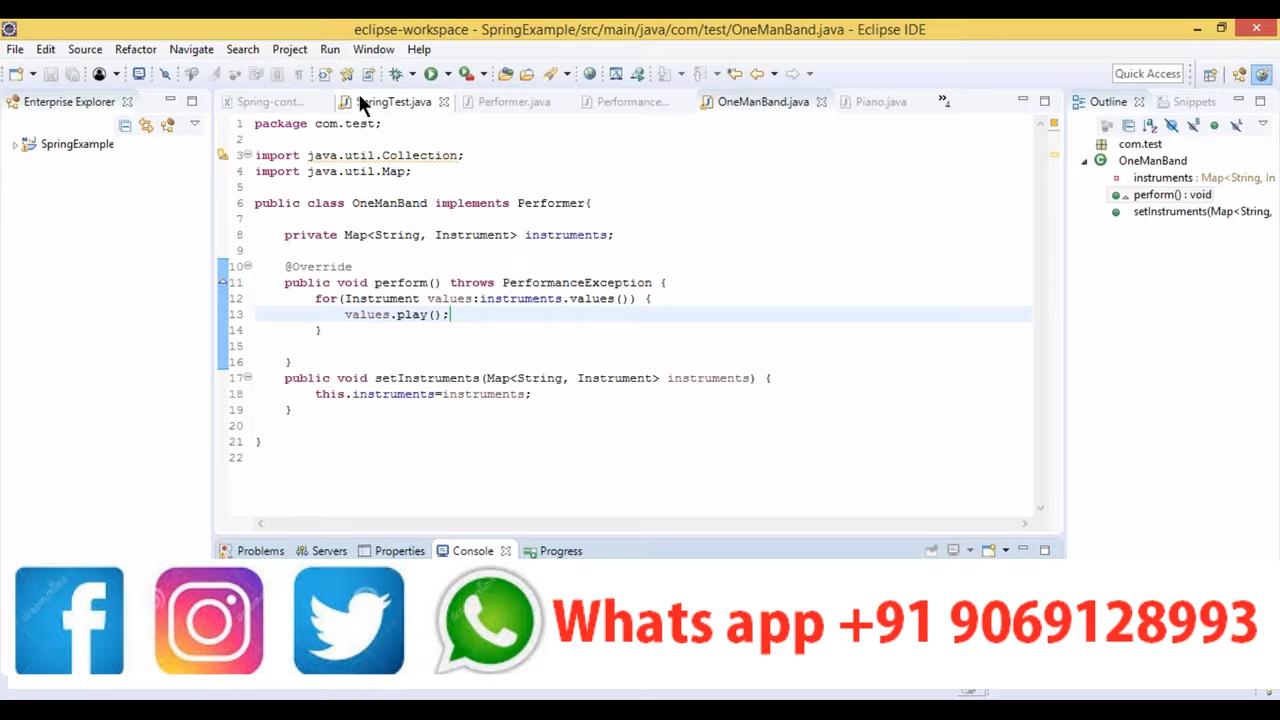 eclipse-workspace - SpringExample/src/main/java/com/test/OneManBand.java - Eclipse IDE
File Edit Source Refactor Navigate Search Project Run Window Help
Quick Access
Enterprise Explorer
Spring-cont... SpringTest.java Performer.java Performance... OneManBand.java Piano.java
Outline Snippets
SpringExample
1 package com.test;
2
3 import java.util.Collection;
4 import java.util.Map;
5
6 public class OneManBand implements Performer{
7
8 private Map<String, Instrument> instruments;
9
10 @Override
11 public void perform() throws PerformanceException {
12 for(Instrument values:instruments.values()) {
13 values.play();
14 }
15
16 }
17 public void setInstruments(Map<String, Instrument> instruments) {
18 this.instruments=instruments;
19 }
20
21 }
22
com.test
OneManBand
instruments : Map<String, In
perform() : void
setInstruments(Map<String,
Problems Servers Properties Console Progress
Whats app +91 9069128993